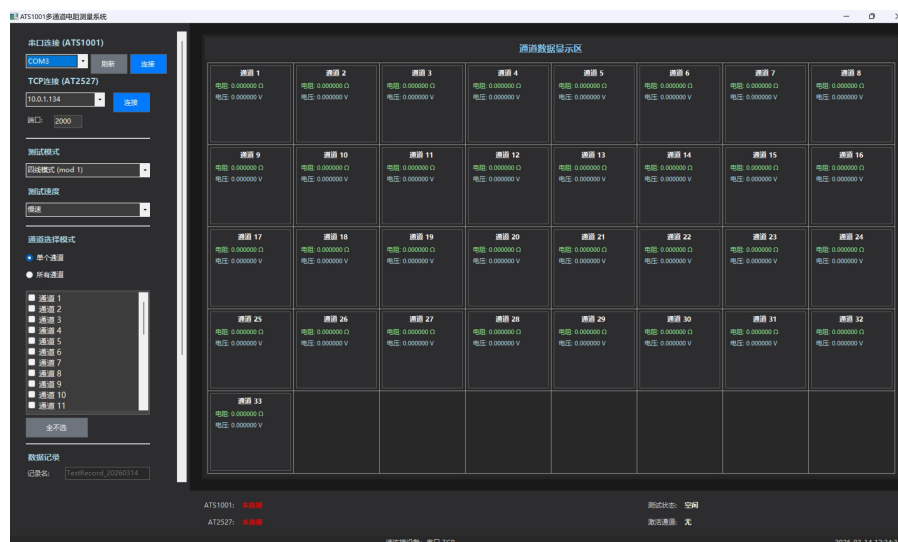 ATS1001多通道电阻测量系统
串口连接 (ATS1001)
COM3 刷新 连接
TCP连接 (AT2527)
10.0.1.134 连接
端口: 2000
测试模式
四线模式 (mod 1)
测试速度
慢速
通道选择模式
单个通道
所有通道
通道 1
通道 2
通道 3
通道 4
通道 5
通道 6
通道 7
通道 8
通道 9
通道 10
通道 11
全不选
数据记录
记录名: TestRecord_20260314
通道数据显示区
通道 1 通道 2 通道 3 通道 4 通道 5 通道 6 通道 7 通道 8
电阻: 0.000000 Ω 电阻: 0.000000 Ω 电阻: 0.000000 Ω 电阻: 0.000000 Ω 电阻: 0.000000 Ω 电阻: 0.000000 Ω 电阻: 0.000000 Ω 电阻: 0.000000 Ω
电压: 0.000000 V 电压: 0.000000 V 电压: 0.000000 V 电压: 0.000000 V 电压: 0.000000 V 电压: 0.000000 V 电压: 0.000000 V 电压: 0.000000 V
通道 9 通道 10 通道 11 通道 12 通道 13 通道 14 通道 15 通道 16
电阻: 0.000000 Ω 电阻: 0.000000 Ω 电阻: 0.000000 Ω 电阻: 0.000000 Ω 电阻: 0.000000 Ω 电阻: 0.000000 Ω 电阻: 0.000000 Ω 电阻: 0.000000 Ω
电压: 0.000000 V 电压: 0.000000 V 电压: 0.000000 V 电压: 0.000000 V 电压: 0.000000 V 电压: 0.000000 V 电压: 0.000000 V 电压: 0.000000 V
通道 17 通道 18 通道 19 通道 20 通道 21 通道 22 通道 23 通道 24
电阻: 0.000000 Ω 电阻: 0.000000 Ω 电阻: 0.000000 Ω 电阻: 0.000000 Ω 电阻: 0.000000 Ω 电阻: 0.000000 Ω 电阻: 0.000000 Ω 电阻: 0.000000 Ω
电压: 0.000000 V 电压: 0.000000 V 电压: 0.000000 V 电压: 0.000000 V 电压: 0.000000 V 电压: 0.000000 V 电压: 0.000000 V 电压: 0.000000 V
通道 25 通道 26 通道 27 通道 28 通道 29 通道 30 通道 31 通道 32
电阻: 0.000000 Ω 电阻: 0.000000 Ω 电阻: 0.000000 Ω 电阻: 0.000000 Ω 电阻: 0.000000 Ω 电阻: 0.000000 Ω 电阻: 0.000000 Ω 电阻: 0.000000 Ω
电压: 0.000000 V 电压: 0.000000 V 电压: 0.000000 V 电压: 0.000000 V 电压: 0.000000 V 电压: 0.000000 V 电压: 0.000000 V 电压: 0.000000 V
通道 33
电阻: 0.000000 Ω
电压: 0.000000 V
ATS1001: 未连接 测试状态: 空闲
AT2527: 未连接 激活通道: 无